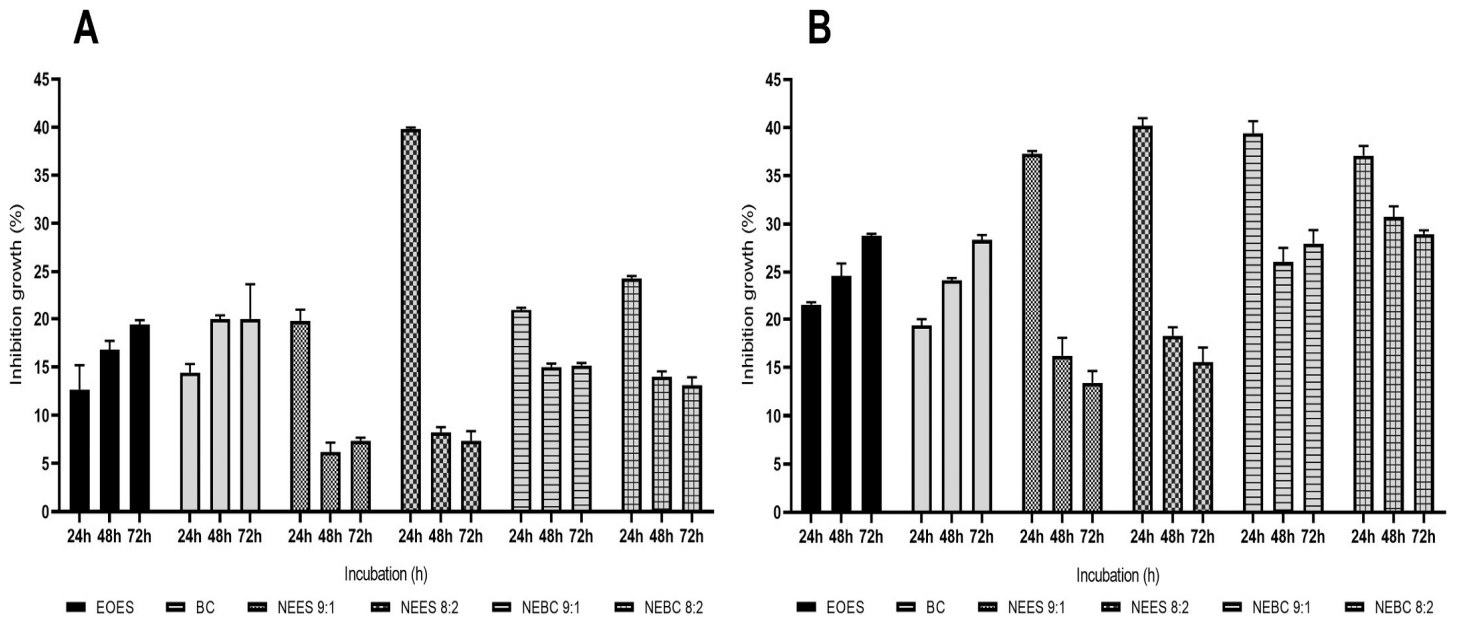 A
Inhibition growth (%)
45
40
35
30
25
20
15
10
5
0
24h 48h 72h 24h 48h 72h 24h 48h 72h 24h 48h 72h 24h 48h 72h 24h 48h 72h
Incubation (h)
EOES BC NEES 9:1 NEES 8:2 NEBC 9:1 NEBC 8:2
B
Inhibition growth (%)
45
40
35
30
25
20
15
10
5
0
24h 48h 72h 24h 48h 72h 24h 48h 72h 24h 48h 72h 24h 48h 72h 24h 48h 72h
Incubation (h)
EOES BC NEES 9:1 NEES 8:2 NEBC 9:1 NEBC 8:2